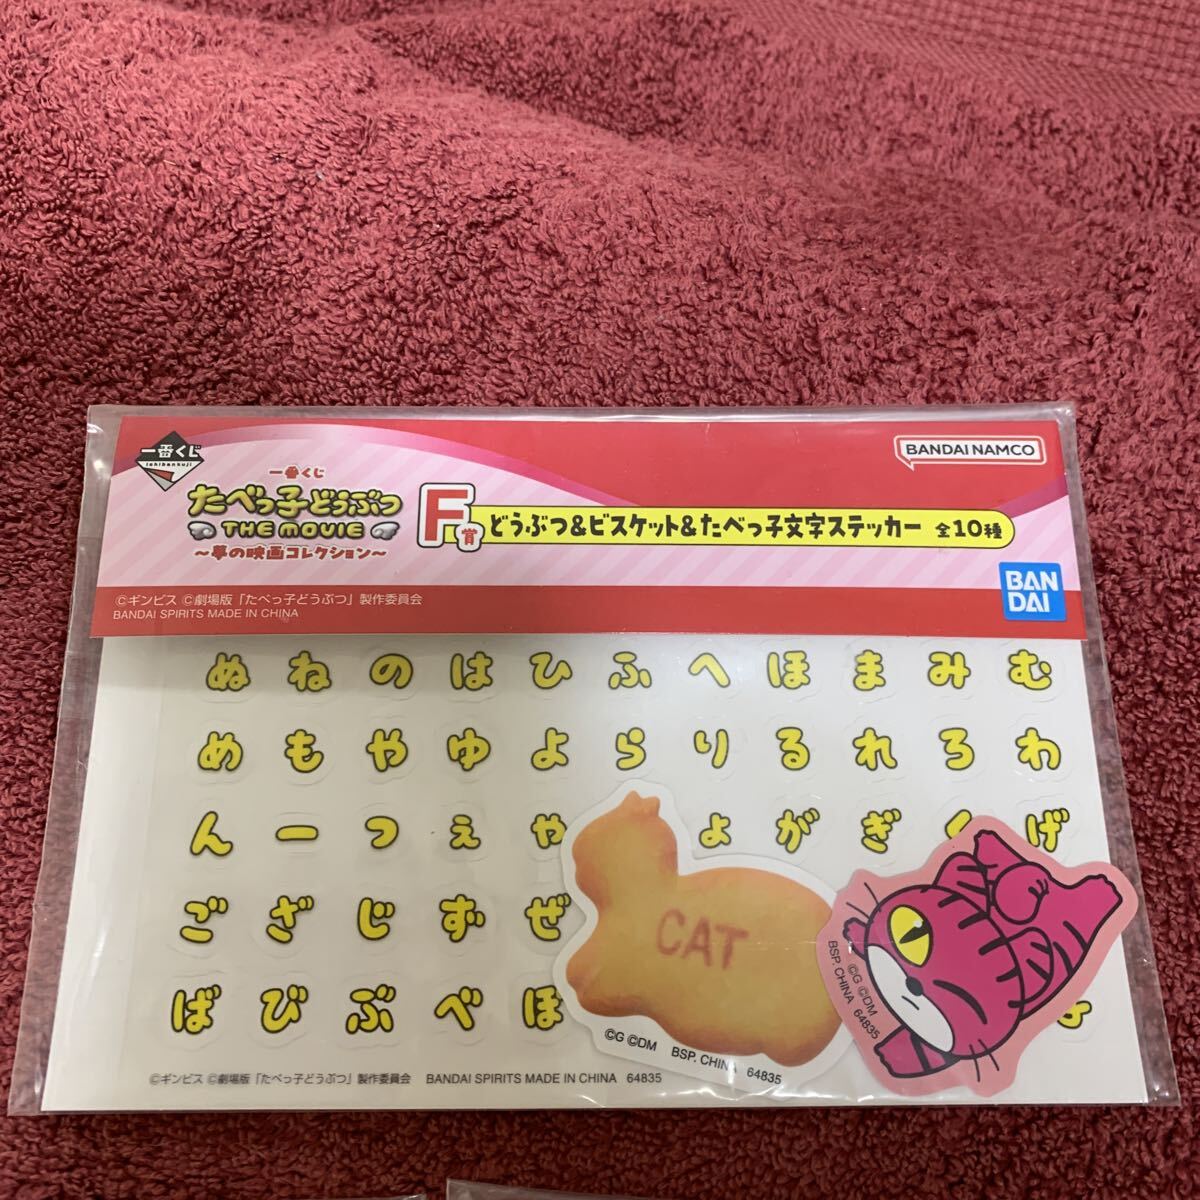 一番くじ
ichibankuji
一番くじ
たべっ子どうぶつ
THE MOVIE
～夢の映画コレクション～
F賞
どうぶつ&ビスケット&たべっ子文字ステッカー 全10種
BANDAI NAMCO
BAN
DAI
©ギンビス ©劇場版「たべっ子どうぶつ」製作委員会
BANDAI SPIRITS MADE IN CHINA
ぬ ね の は ひ ふ へ ほ ま み む
め も や ゆ よ ら り る れ ろ わ
ん ー っ ぇ ゃ ょ が ぎ ぐ げ
ご ざ じ ず ぜ
ば び ぶ べ ぼ
CAT
©G ©DM BSP. CHINA 64835
©G ©DM
BSP. CHINA 64835
©ギンビス ©劇場版「たべっ子どうぶつ」製作委員会 BANDAI SPIRITS MADE IN CHINA 64835